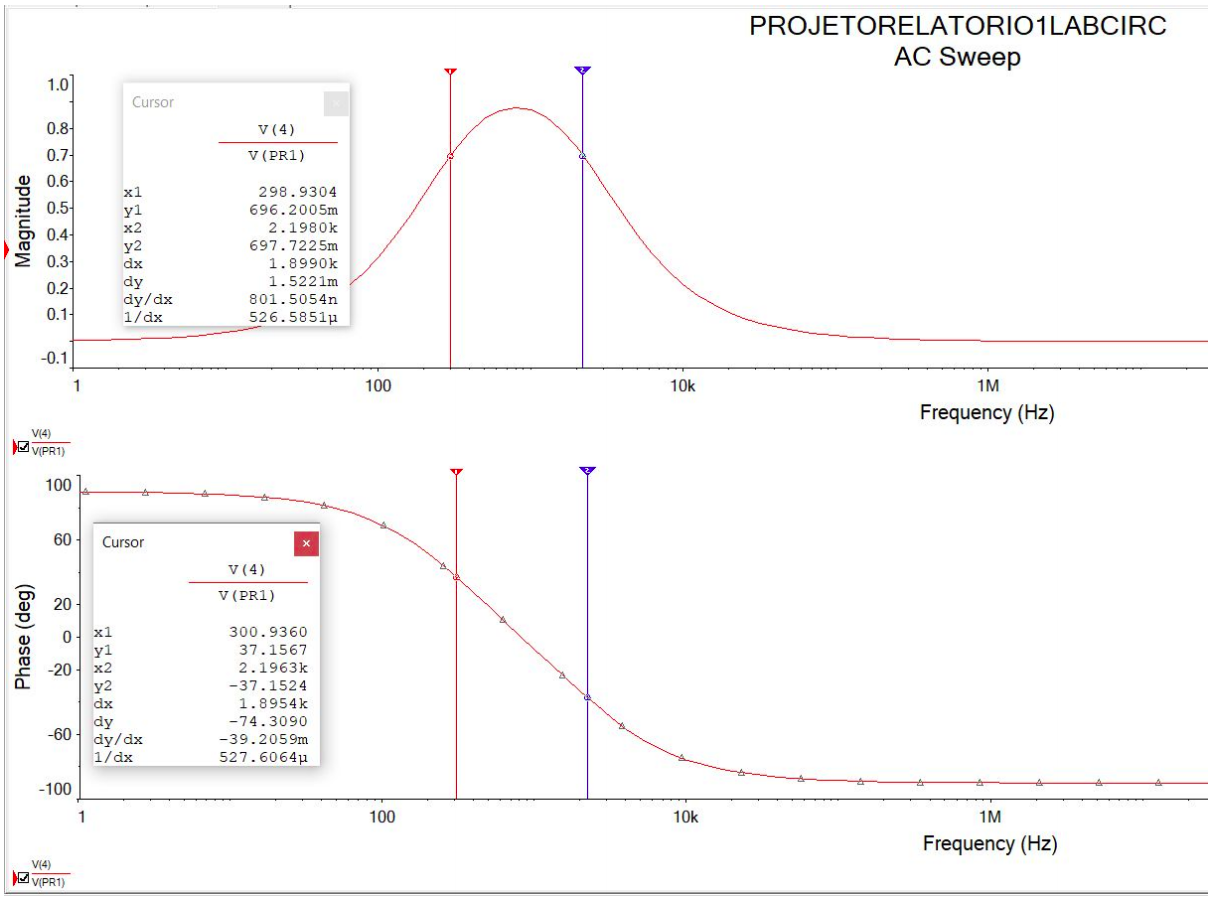 PROJETORELATORIO1LABCIRC
AC Sweep
1.0
0.8
0.7
0.6
0.5
0.4
0.3
0.2
0.1
-0.1
Magnitude
Cursor
V(4)
V(PR1)
x1 298.9304
y1 696.2005m
x2 2.1980k
y2 697.7225m
dx 1.8990k
dy 1.5221m
dy/dx 801.5054n
1/dx 526.5851µ
1
2
1 100 10k 1M
Frequency (Hz)
V(4)
V(PR1)
100
60
20
0
-20
-60
-100
Phase (deg)
Cursor
V(4)
V(PR1)
x1 300.9360
y1 37.1567
x2 2.1963k
y2 -37.1524
dx 1.8954k
dy -74.3090
dy/dx -39.2059m
1/dx 527.6064µ
1
2
1 100 10k 1M
Frequency (Hz)
V(4)
V(PR1)